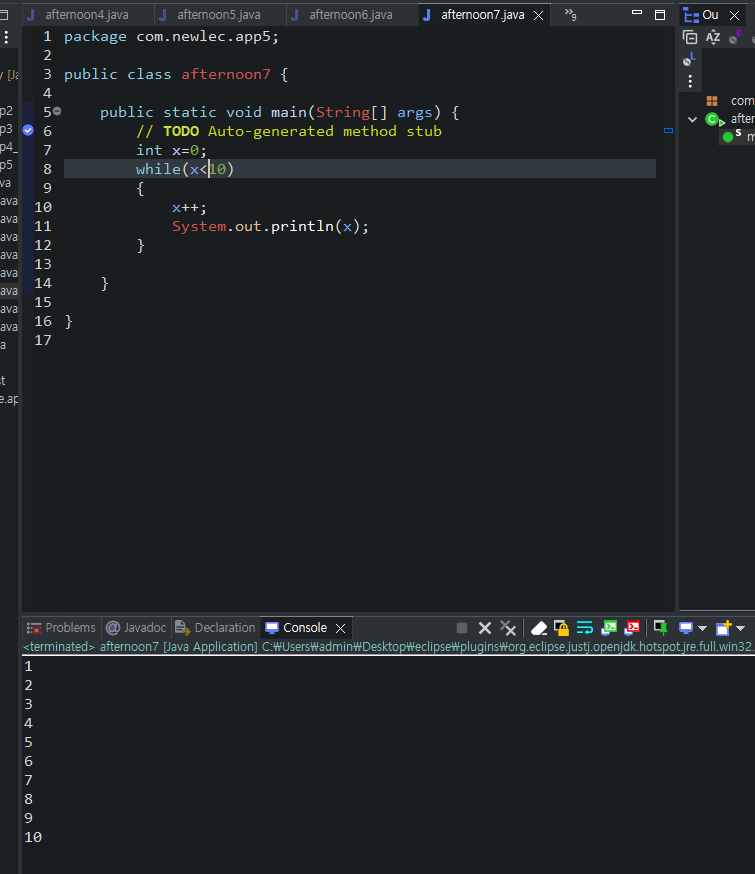 afternoon4.java afternoon5.java afternoon6.java afternoon7.java »9 Ou
1 package com.newlec.app5;
2
3 public class afternoon7 {
4
5 public static void main(String[] args) {
6 // TODO Auto-generated method stub
7 int x=0;
8 while(x<10)
9 {
10 x++;
11 System.out.println(x);
12 }
13
14 }
15
16 }
17
y [Ja
p2
p3
p4_
p5
va
ava
ava
ava
ava
ava
ava
ava
ava
a
st
e.ap
com
after
m
Problems Javadoc Declaration Console
<terminated> afternoon7 [Java Application] C:₩Users₩admin₩Desktop₩eclipse₩plugins₩org.eclipse.justj.openjdk.hotspot.jre.full.win32.
1
2
3
4
5
6
7
8
9
10